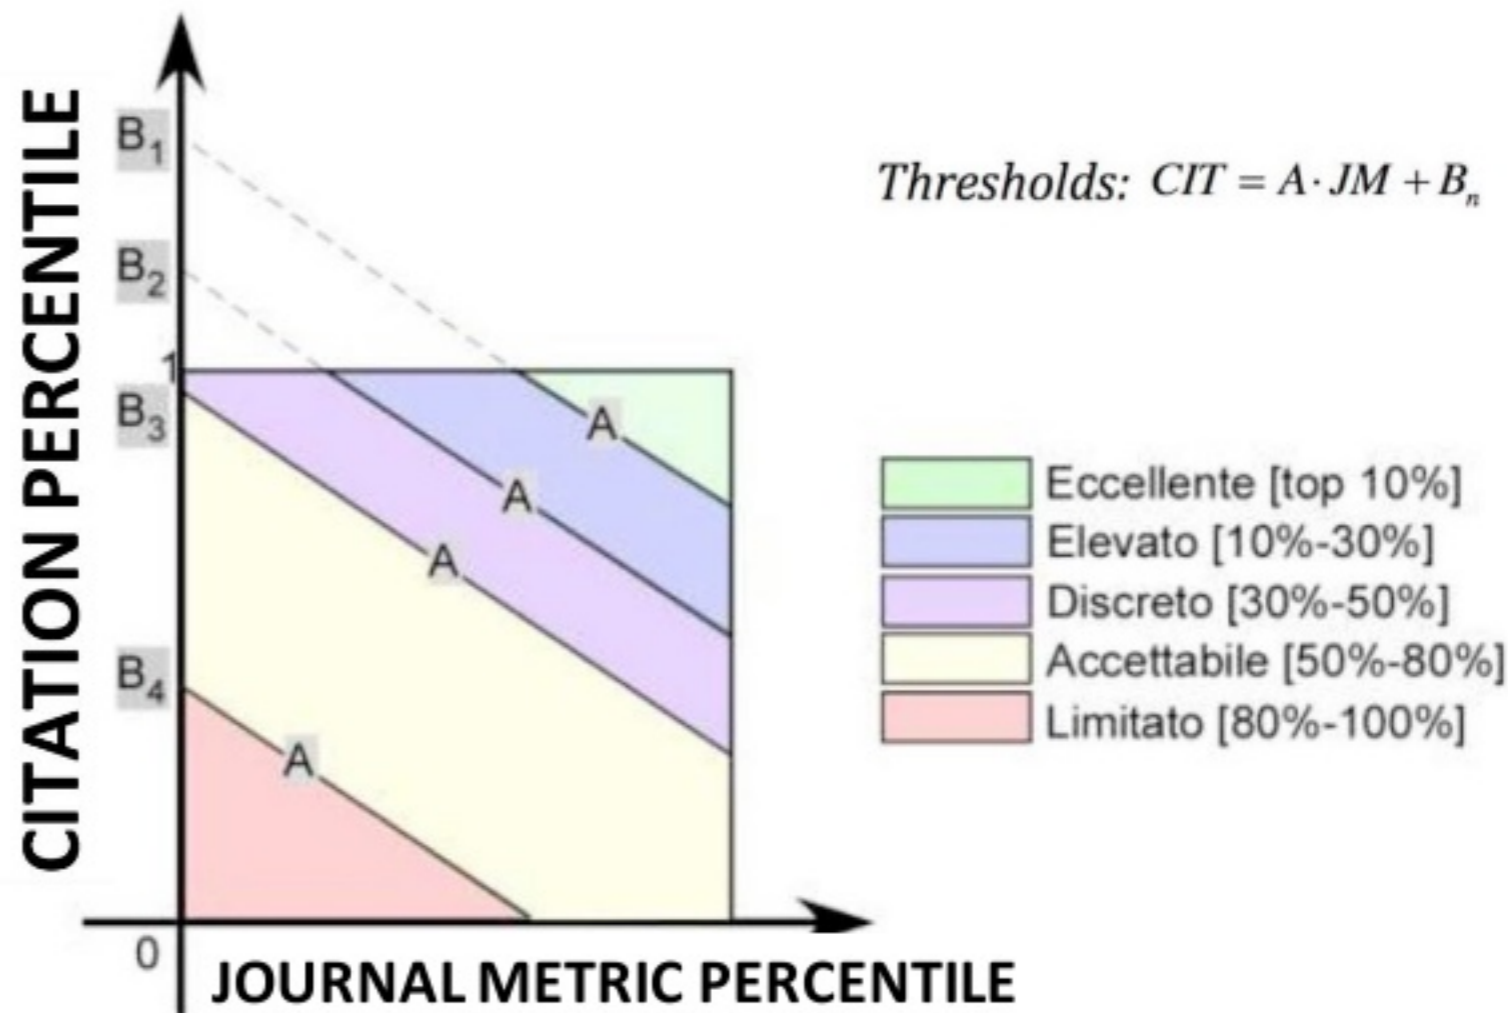 CITATION PERCENTILE
B1
B2
1
B3
B4
0
A
A
A
A
JOURNAL METRIC PERCENTILE
Thresholds: CIT = A · JM + Bn
Eccellente [top 10%]
Elevato [10%-30%]
Discreto [30%-50%]
Accettabile [50%-80%]
Limitato [80%-100%]